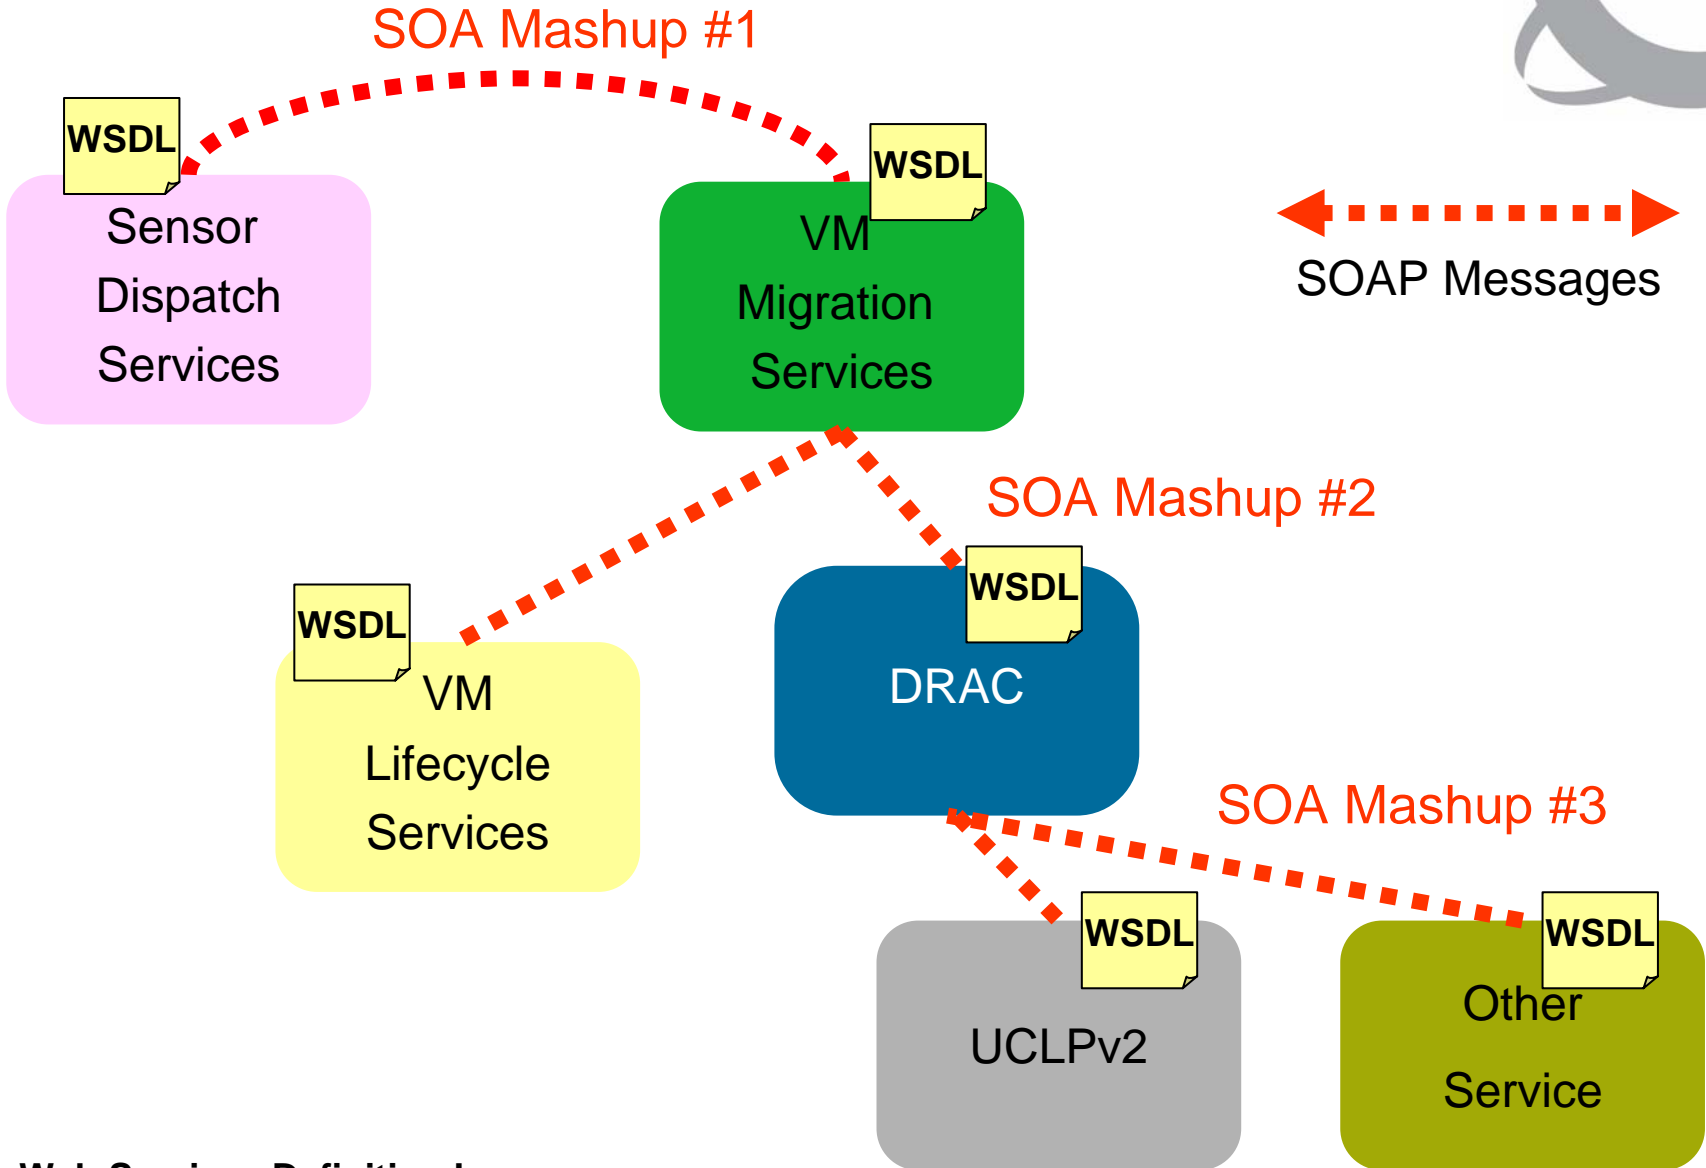 SOA Mashup #1
WSDL
Sensor
Dispatch
Services
WSDL
VM
Migration
Services
SOAP Messages
SOA Mashup #2
WSDL
VM
Lifecycle
Services
WSDL
DRAC
SOA Mashup #3
WSDL
UCLPv2
WSDL
Other
Service